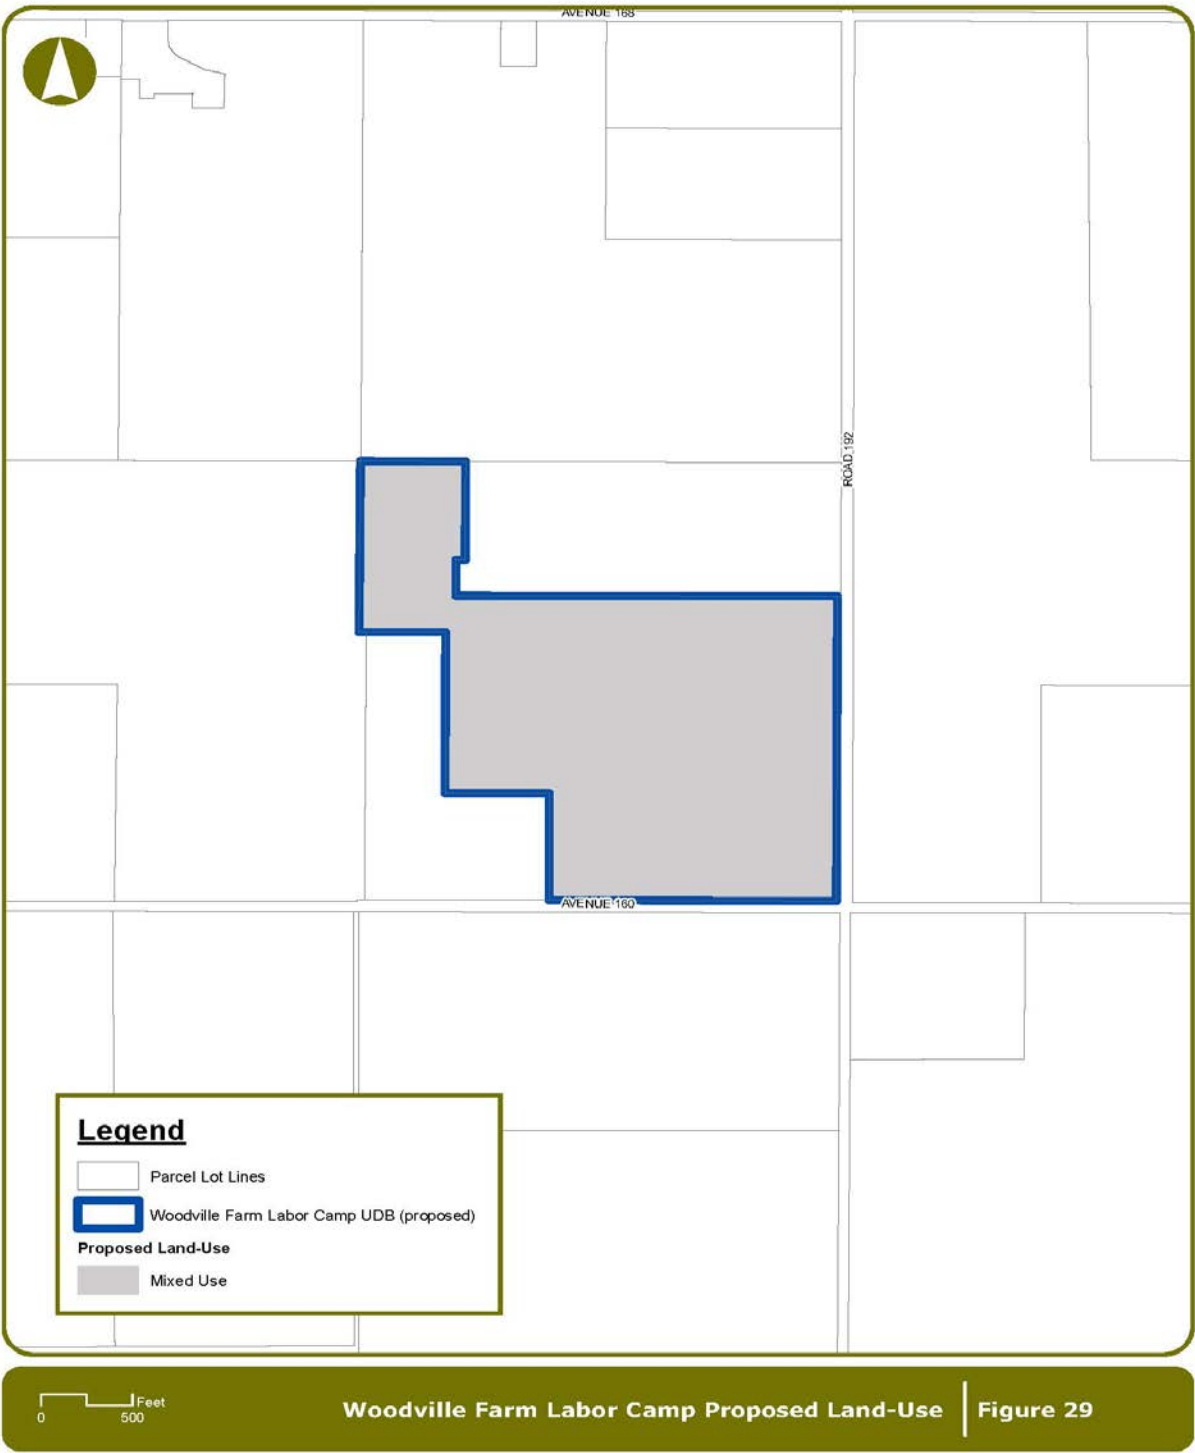 AVENUE 168
ROAD 192
AVENUE 160
Legend
Parcel Lot Lines
Woodville Farm Labor Camp UDB (proposed)
Proposed Land-Use
Mixed Use
Feet
0 500
Woodville Farm Labor Camp Proposed Land-Use
Figure 29